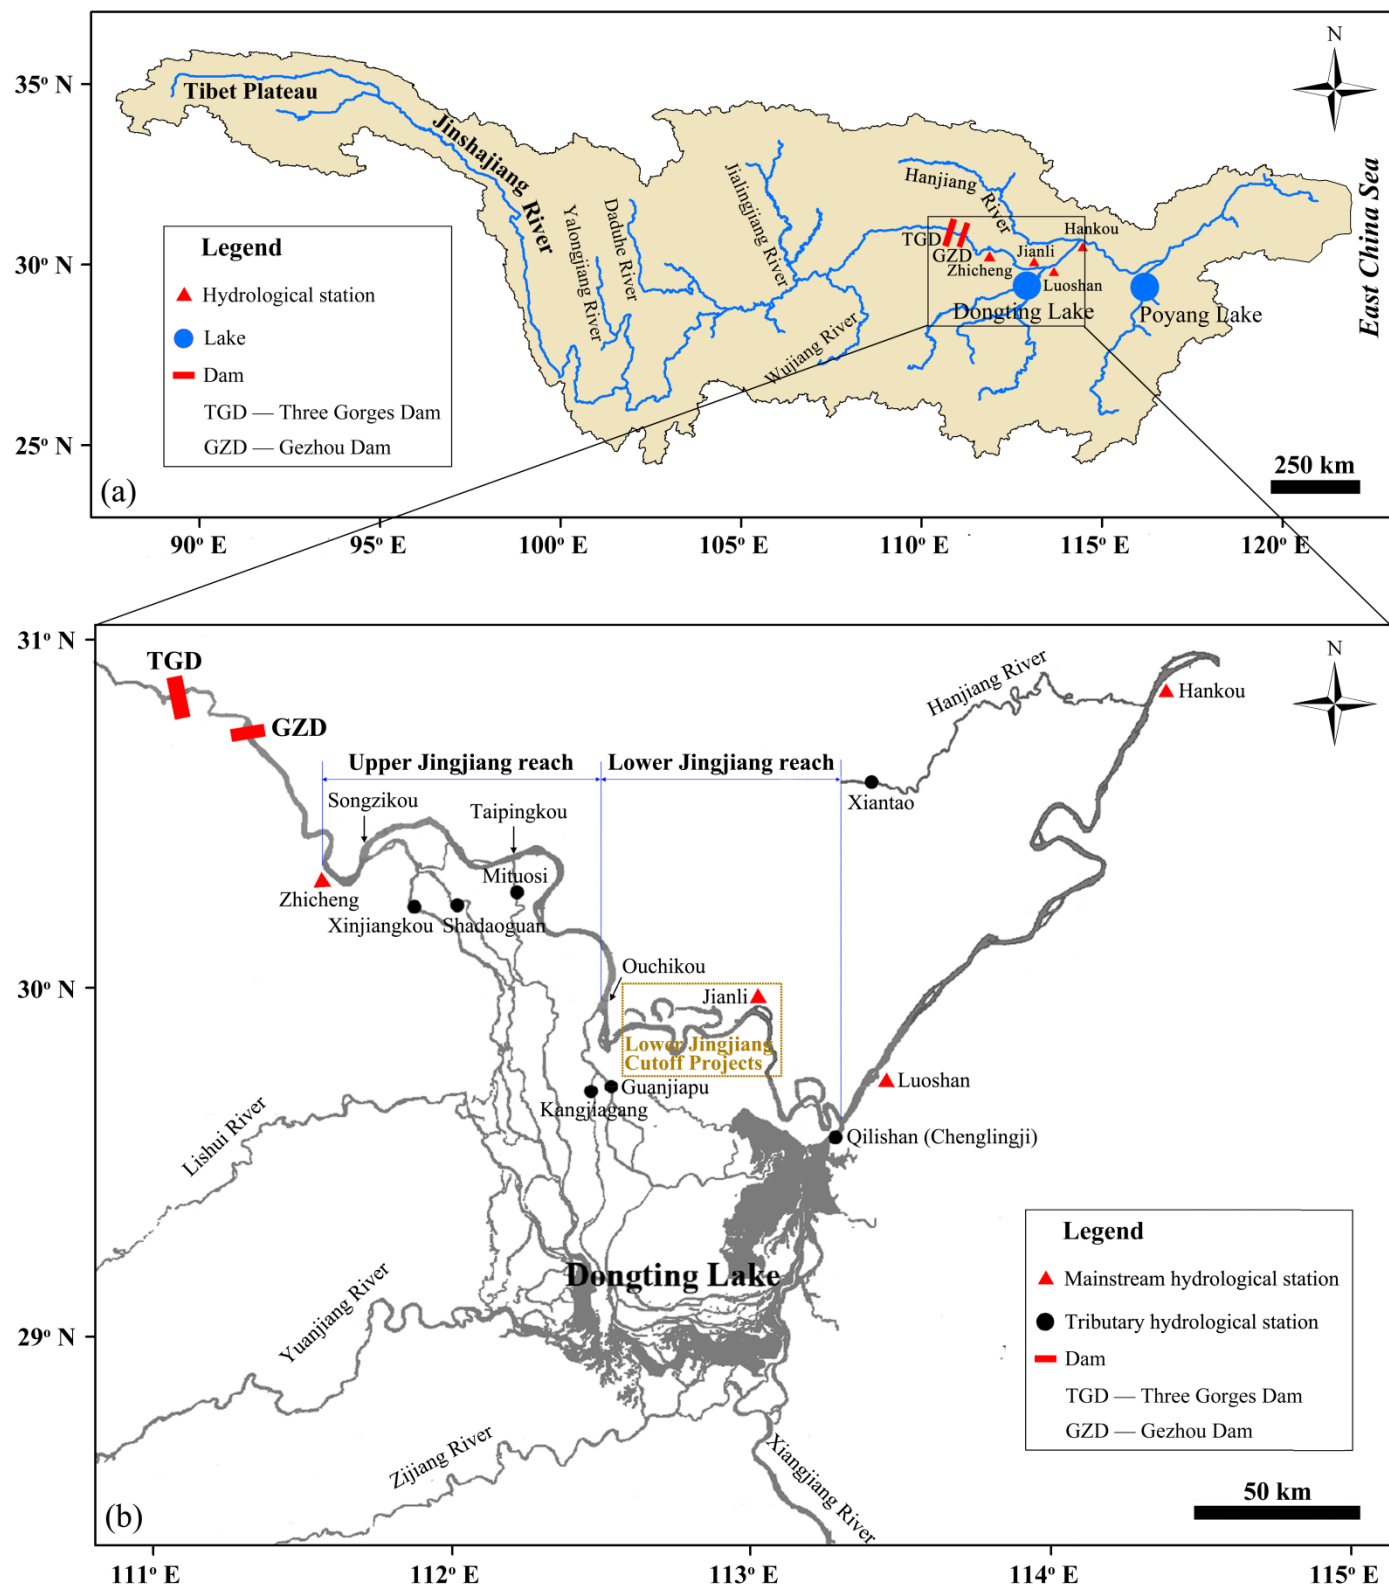 N
35° N
Tibet Plateau
Jinshajiang River
Yalongjiang River
Daduhe River
Jialingjiang River
Hanjiang River
Wujiang River
TGD
GZD
Zhicheng
Jianli
Hankou
Luoshan
Dongting Lake
Poyang Lake
East China Sea
30° N
25° N
Legend
Hydrological station
Lake
Dam
TGD — Three Gorges Dam
GZD — Gezhou Dam
(a)
250 km
90° E
95° E
100° E
105° E
110° E
115° E
120° E
31° N
TGD
GZD
N
Hanjiang River
Hankou
Upper Jingjiang reach
Lower Jingjiang reach
Songzikou
Taipingkou
Xiantao
Mituosi
Zhicheng
Xinjiangkou
Shadaoguan
30° N
Ouchikou
Jianli
Lower Jingjiang
Cutoff Projects
Luoshan
Guanjiapu
Kangjiagang
Qilishan (Chenglingji)
Lishui River
Dongting Lake
Yuanjiang River
29° N
Zijiang River
Xiangjiang River
Legend
Mainstream hydrological station
Tributary hydrological station
Dam
TGD — Three Gorges Dam
GZD — Gezhou Dam
50 km
(b)
111° E
112° E
113° E
114° E
115° E